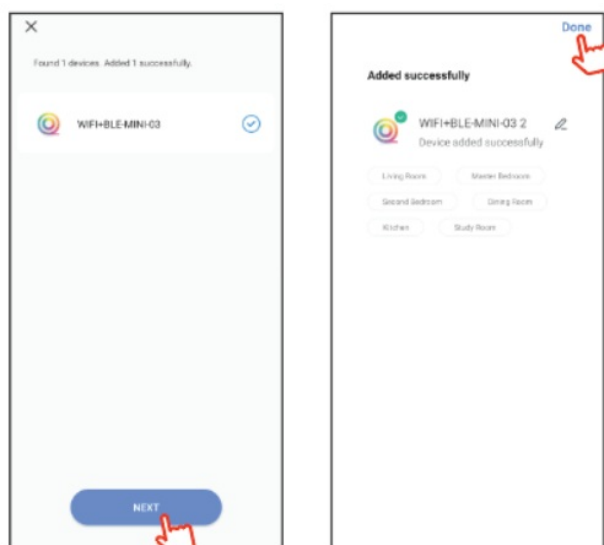 Found 1 devices. Added 1 successfully.
WIFI+BLE-MINI-03
NEXT
Done
Added successfully
WIFI+BLE-MINI-03 2
Device added successfully
Living Room Master Bedroom
Second Bedroom Dining Room
Kitchen Study Room